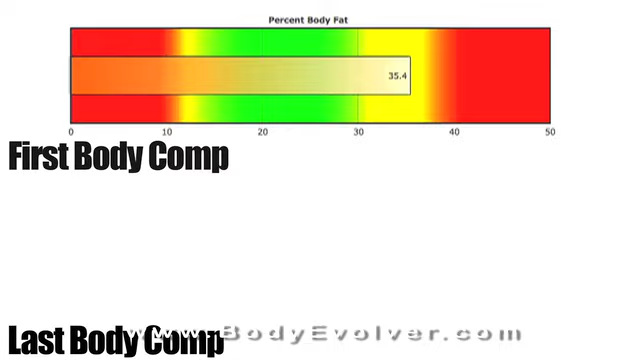 Percent Body Fat
35.4
0 10 20 30 40 50
First Body Comp
Last Body Comp
www.BodyEvolver.com